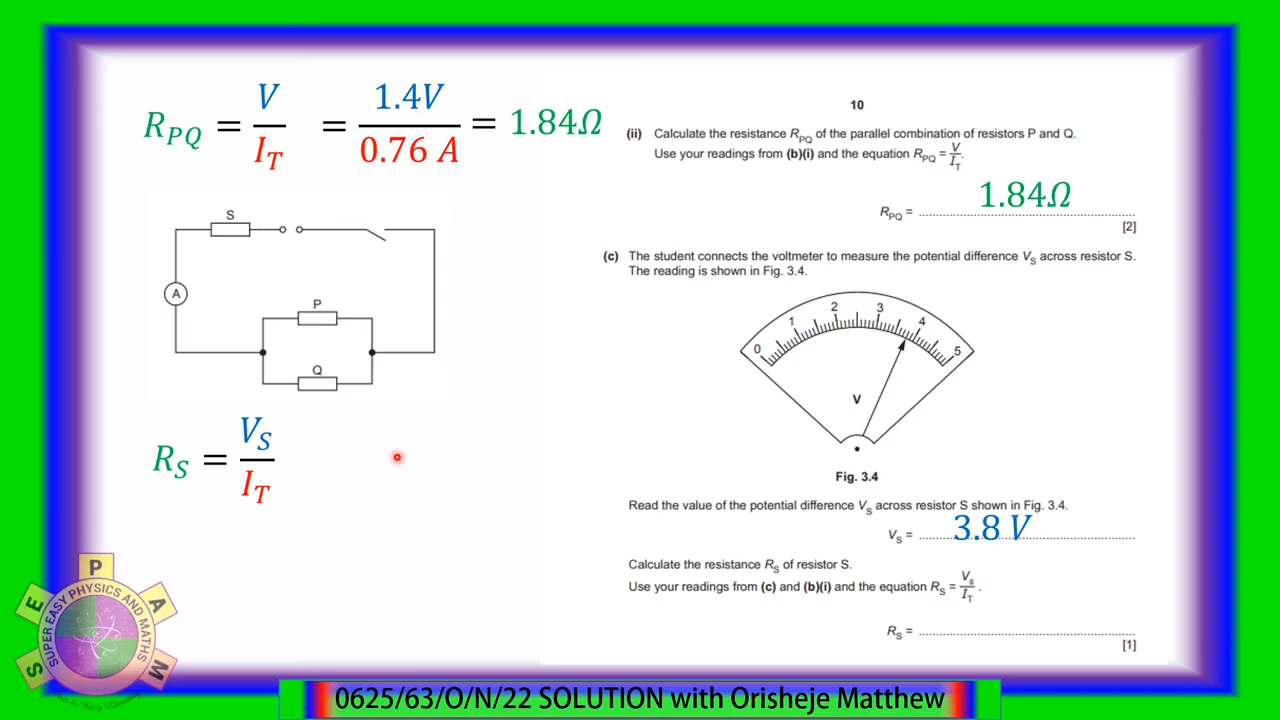 R_PQ = V / I_T = 1.4V / 0.76 A = 1.84Ω
S
A
P
Q
R_S = V_S / I_T
10
(ii) Calculate the resistance R_PQ of the parallel combination of resistors P and Q.
Use your readings from (b)(i) and the equation R_PQ = V / I_T.
1.84Ω
R_PQ = ..........
[2]
(c) The student connects the voltmeter to measure the potential difference V_S across resistor S.
The reading is shown in Fig. 3.4.
0 1 2 3 4 5
V
Fig. 3.4
Read the value of the potential difference V_S across resistor S shown in Fig. 3.4.
V_S = 3.8 V
Calculate the resistance R_S of resistor S.
Use your readings from (c) and (b)(i) and the equation R_S = V_s / I_T.
R_S = ..........
[1]
S E P A M
SUPER EASY PHYSICS AND MATHS
0625/63/O/N/22 SOLUTION with Orisheje Matthew